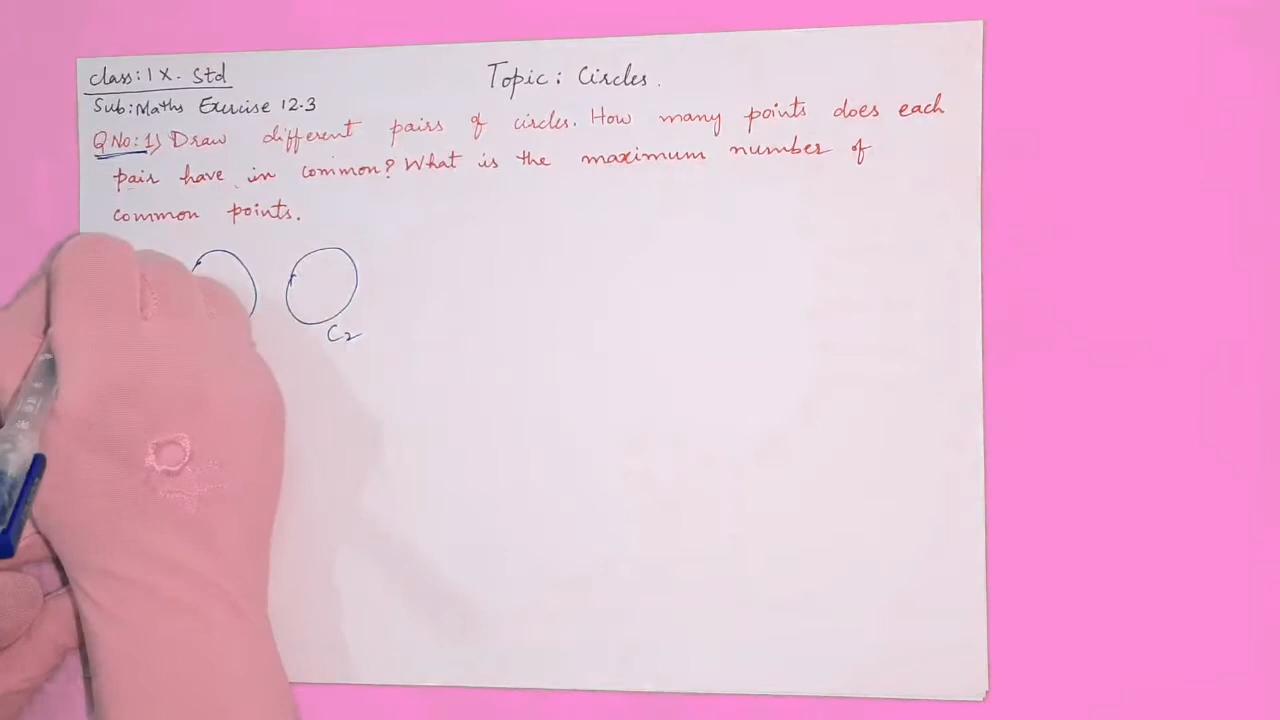 class: IX. Std
Topic: Circles.
Sub: Maths Exercise 12.3
Q No: 1) Draw different pairs of circles. How many points does each
pair have in common? What is the maximum number of
common points.
C2